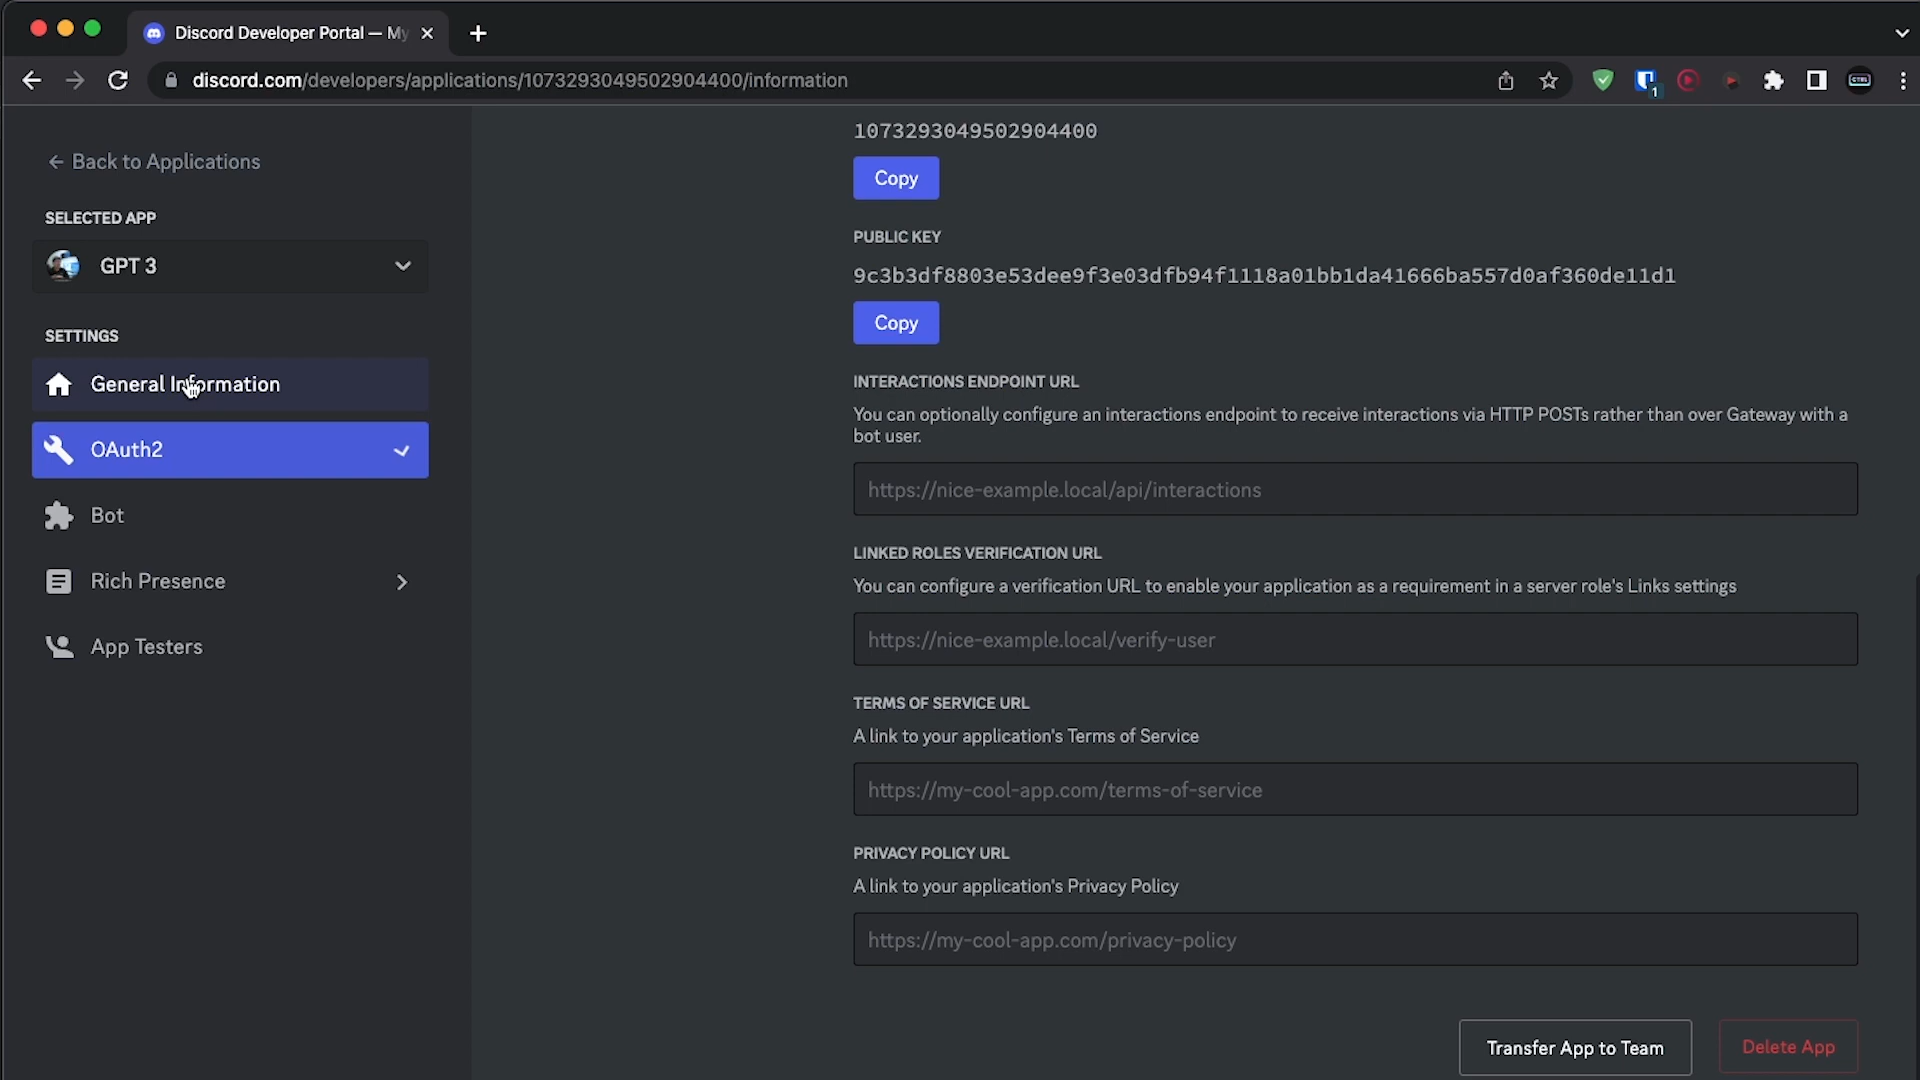 Discord Developer Portal — My
discord.com/developers/applications/1073293049502904400/information
1
CTRL
← Back to Applications
SELECTED APP
GPT 3
SETTINGS
General Information
OAuth2
Bot
Rich Presence
App Testers
1073293049502904400
Copy
PUBLIC KEY
9c3b3df8803e53dee9f3e03dfb94f1118a01bb1da41666ba557d0af360de11d1
Copy
INTERACTIONS ENDPOINT URL
You can optionally configure an interactions endpoint to receive interactions via HTTP POSTs rather than over Gateway with a
bot user.
https://nice-example.local/api/interactions
LINKED ROLES VERIFICATION URL
You can configure a verification URL to enable your application as a requirement in a server role's Links settings
https://nice-example.local/verify-user
TERMS OF SERVICE URL
A link to your application's Terms of Service
https://my-cool-app.com/terms-of-service
PRIVACY POLICY URL
A link to your application's Privacy Policy
https://my-cool-app.com/privacy-policy
Transfer App to Team
Delete App